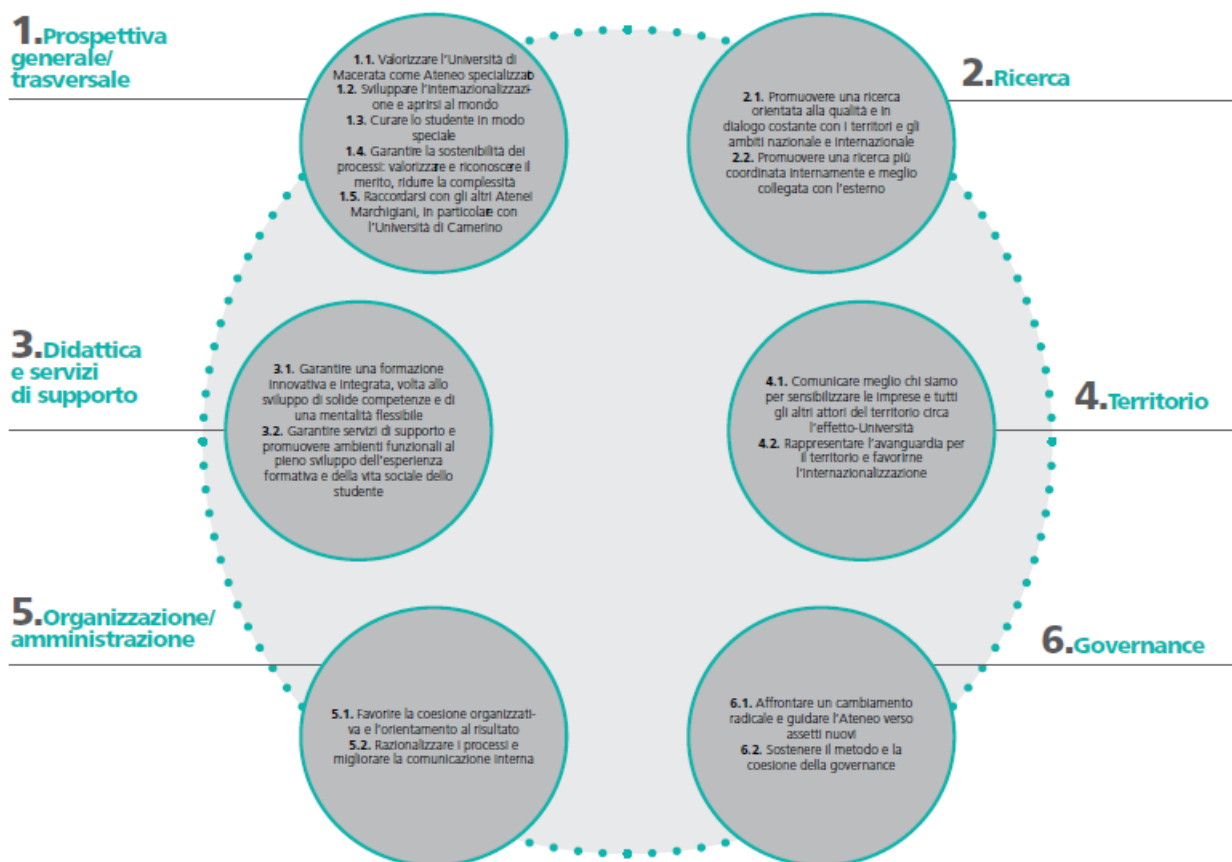 1.Prospettiva
generale/
trasversale
1.1. Valorizzare l'Università di
Macerata come Ateneo specializzato
1.2. Sviluppare l'internazionalizzazi-
one e aprirsi al mondo
1.3. Curare lo studente in modo
speciale
1.4. Garantire la sostenibilità dei
processi: valorizzare e riconoscere il
merito, ridurre la complessità
1.5. Raccordarsi con gli altri Atenei
Marchigiani, in particolare con
l'Università di Camerino
2.Ricerca
2.1. Promuovere una ricerca
orientata alla qualità e in
dialogo costante con i territori e gli
ambiti nazionale e internazionale
2.2. Promuovere una ricerca più
coordinata internamente e meglio
collegata con l'esterno
3.Didattica
e servizi
di supporto
3.1. Garantire una formazione
innovativa e integrata, volta allo
sviluppo di solide competenze e di
una mentalità flessibile
3.2. Garantire servizi di supporto e
promuovere ambienti funzionali al
pieno sviluppo dell'esperienza
formativa e della vita sociale dello
studente
4.Territorio
4.1. Comunicare meglio chi siamo
per sensibilizzare le imprese e tutti
gli altri attori del territorio circa
l'effetto-Università
4.2. Rappresentare l'avanguardia per
il territorio e favorirne
l'internazionalizzazione
5.Organizzazione/
amministrazione
5.1. Favorire la coesione organizzati-
va e l'orientamento al risultato
5.2. Razionalizzare i processi e
migliorare la comunicazione interna
6.Governance
6.1. Affrontare un cambiamento
radicale e guidare l'Ateneo verso
assetti nuovi
6.2. Sostenere il metodo e la
coesione della governance